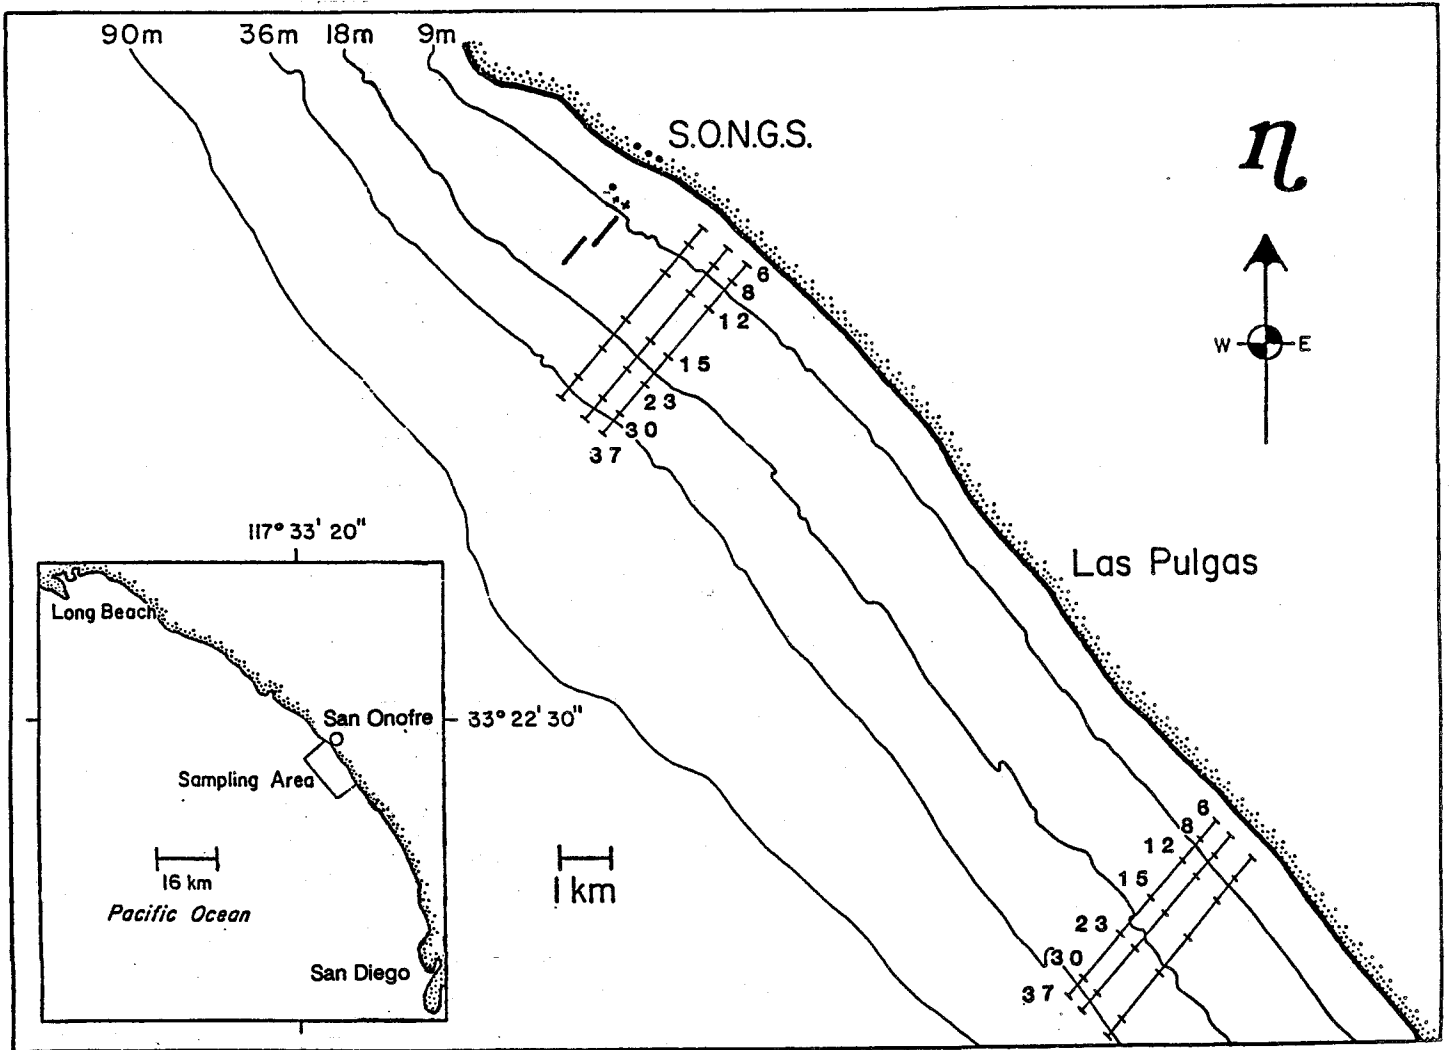 90m 36m 18m 9m
S.O.N.G.S.
η
W E
6
8
12
15
23
30
37
Las Pulgas
117° 33' 20"
Long Beach
San Onofre
33° 22' 30"
Sampling Area
16 km
Pacific Ocean
San Diego
1 km
6
8
12
15
23
30
37